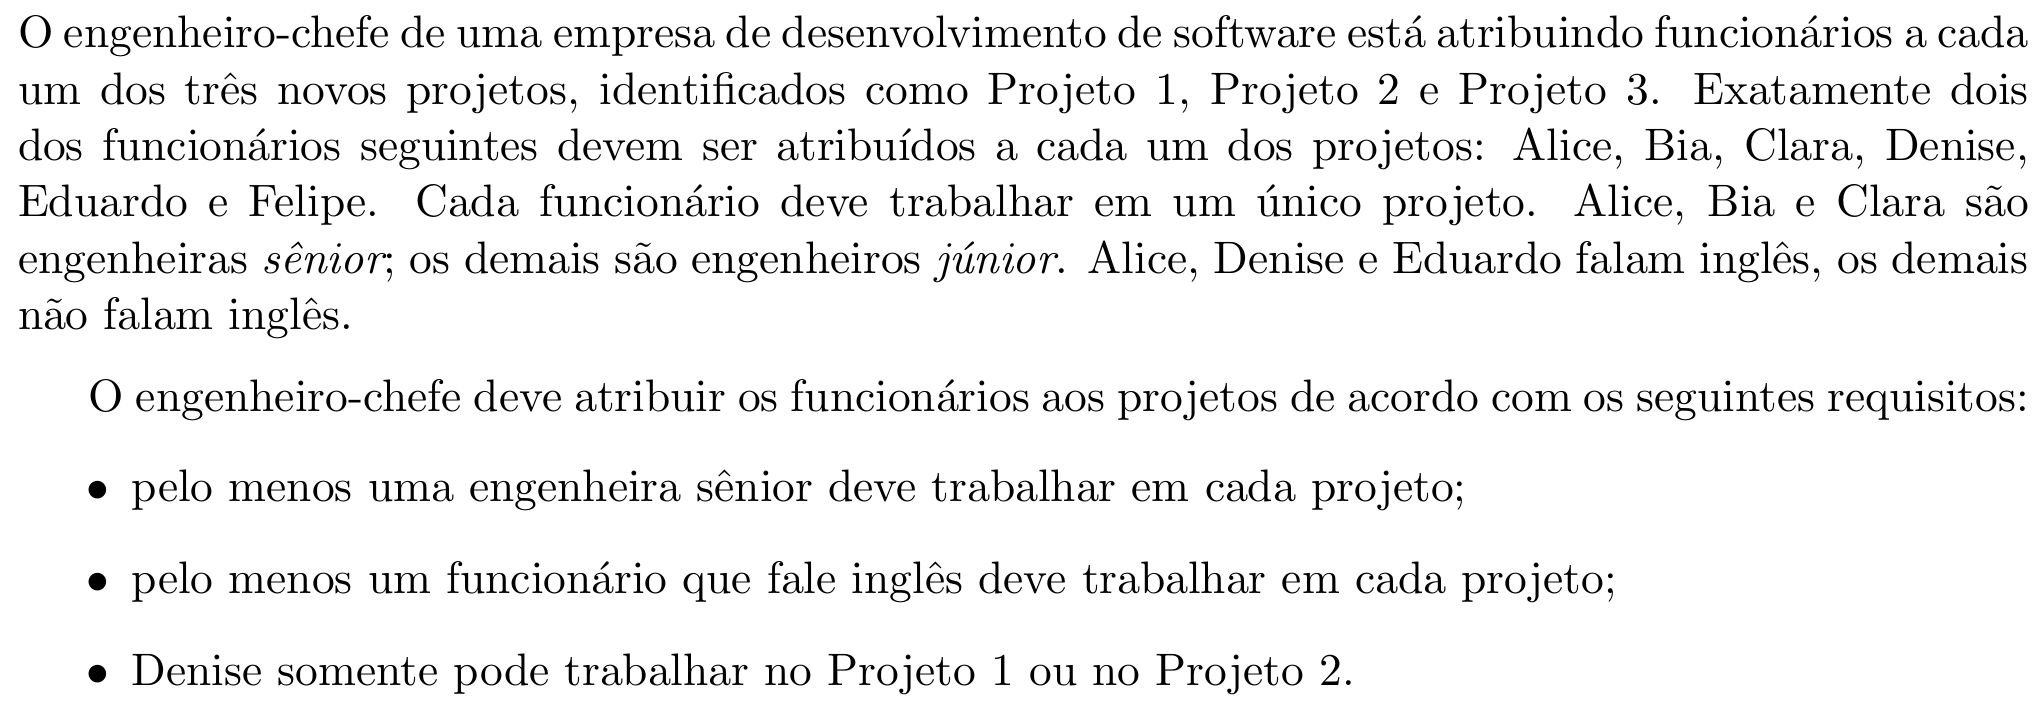 O engenheiro-chefe de uma empresa de desenvolvimento de software está atribuindo funcionários a cada
um dos três novos projetos, identificados como Projeto 1, Projeto 2 e Projeto 3. Exatamente dois
dos funcionários seguintes devem ser atribuídos a cada um dos projetos: Alice, Bia, Clara, Denise,
Eduardo e Felipe. Cada funcionário deve trabalhar em um único projeto. Alice, Bia e Clara são
engenheiras sênior; os demais são engenheiros júnior. Alice, Denise e Eduardo falam inglês, os demais
não falam inglês.
O engenheiro-chefe deve atribuir os funcionários aos projetos de acordo com os seguintes requisitos:
• pelo menos uma engenheira sênior deve trabalhar em cada projeto;
• pelo menos um funcionário que fale inglês deve trabalhar em cada projeto;
• Denise somente pode trabalhar no Projeto 1 ou no Projeto 2.